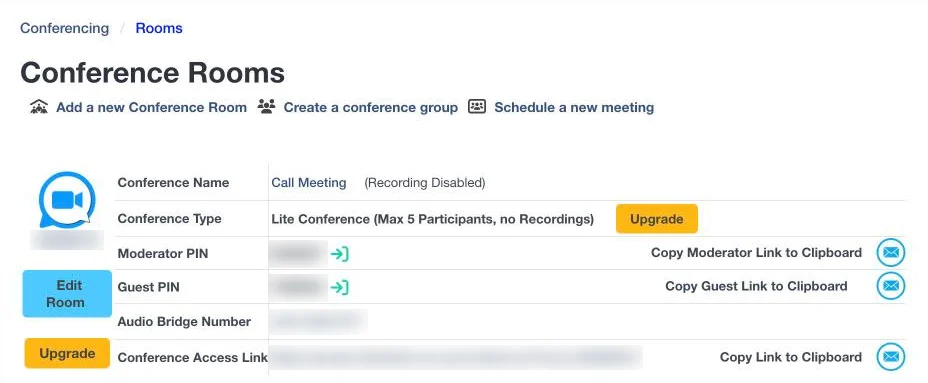 Conferencing / Rooms
Conference Rooms
Add a new Conference Room Create a conference group Schedule a new meeting
Conference Name Call Meeting (Recording Disabled)
Conference Type Lite Conference (Max 5 Participants, no Recordings) Upgrade
Moderator PIN Copy Moderator Link to Clipboard
Edit Room
Guest PIN Copy Guest Link to Clipboard
Audio Bridge Number
Upgrade
Conference Access Link Copy Link to Clipboard